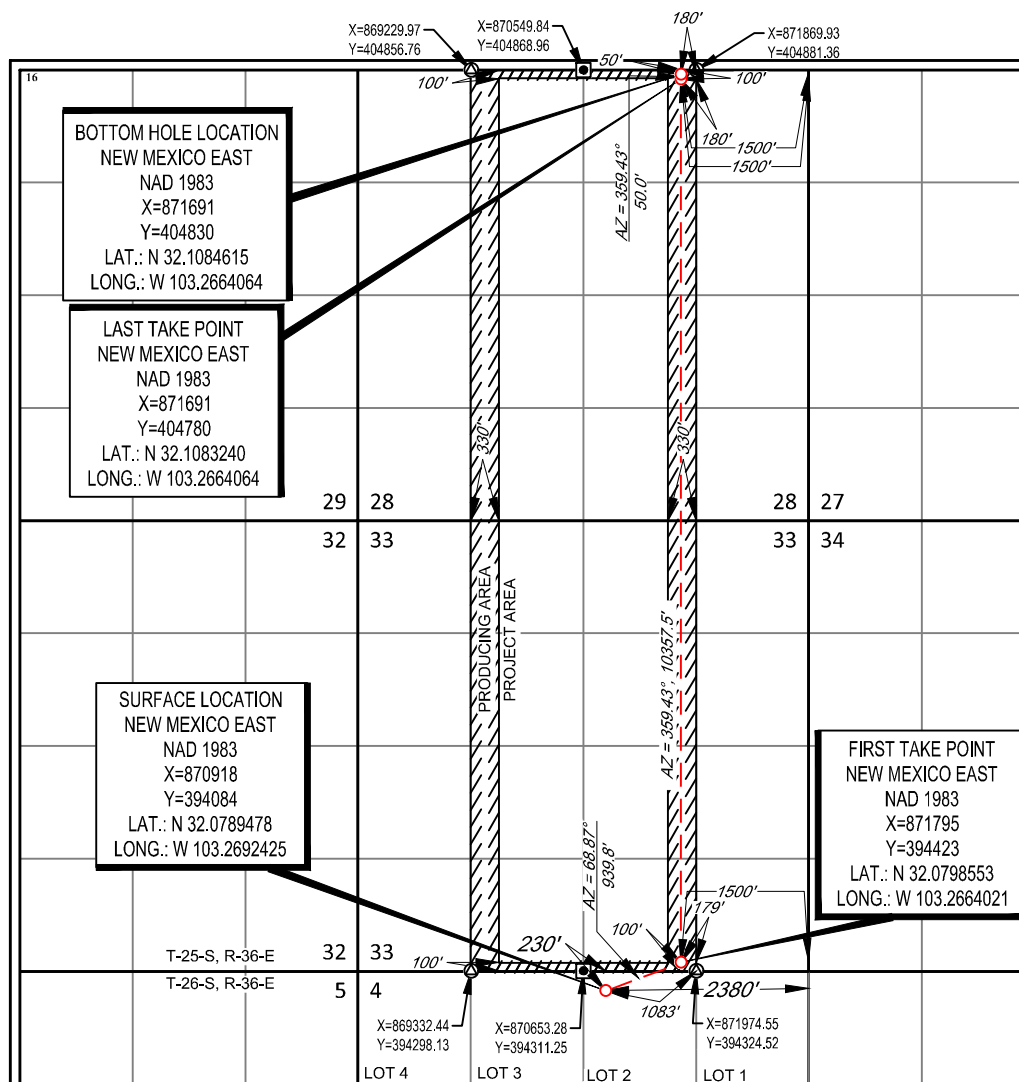 X=869229.97
Y=404856.76
X=870549.84
Y=404868.96
180'
X=871869.93
Y=404881.36
16
50'
100'
100'
180'
1500'
1500'
BOTTOM HOLE LOCATION
NEW MEXICO EAST
NAD 1983
X=871691
Y=404830
LAT.: N 32.1084615
LONG.: W 103.2664064
AZ = 359.43°
50.0'
LAST TAKE POINT
NEW MEXICO EAST
NAD 1983
X=871691
Y=404780
LAT.: N 32.1083240
LONG.: W 103.2664064
330'
330'
29 28
28 27
32 33
33 34
PRODUCING AREA
PROJECT AREA
AZ = 359.43°, 10357.5'
SURFACE LOCATION
NEW MEXICO EAST
NAD 1983
X=870918
Y=394084
LAT.: N 32.0789478
LONG.: W 103.2692425
FIRST TAKE POINT
NEW MEXICO EAST
NAD 1983
X=871795
Y=394423
LAT.: N 32.0798553
LONG.: W 103.2664021
AZ = 68.87°
939.8'
1500'
179'
100'
230'
T-25-S, R-36-E
32 33
100'
T-26-S, R-36-E
5 4
2380'
1083'
X=869332.44
Y=394298.13
X=870653.28
Y=394311.25
X=871974.55
Y=394324.52
LOT 4
LOT 3
LOT 2
LOT 1